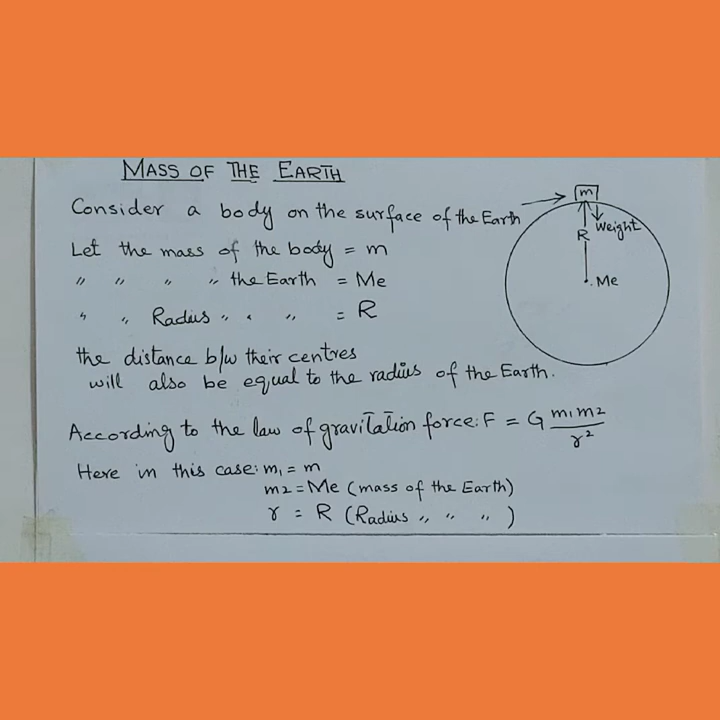 MASS OF THE EARTH
Consider a body on the surface of the Earth
Let the mass of the body = m
" " " " the Earth = Me
" " Radius " " " = R
the distance b/w their centres
will also be equal to the radius of the Earth.
According to the law of gravitation force: F = G m1 m2 / r²
Here in this case: m1 = m
m2 = Me (mass of the Earth)
r = R (Radius " " " )
m
Weight
R
Me